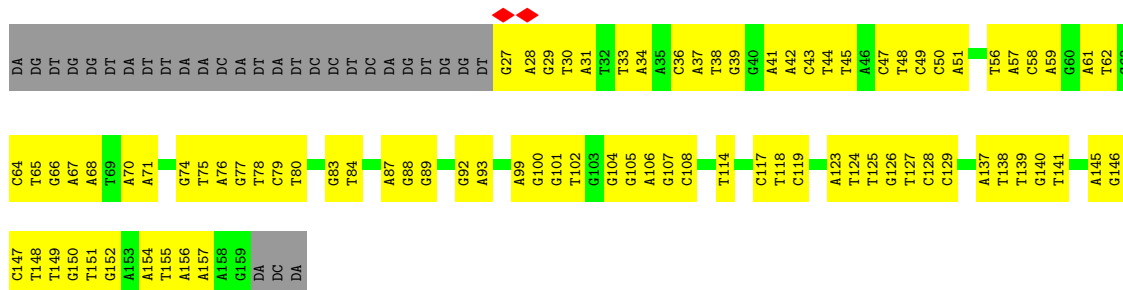 DA DG DT DG DG DT DA DT DT DA DA DC DA DT DA DT DC DC DT DC DA DG DT DG DG DT G27 A28 G29 T30 A31 T32 T33 A34 A35 C36 A37 T38 G39 G40 A41 A42 C43 T44 T45 A46 C47 T48 C49 C50 A51 T56 A57 C58 A59 G60 A61 T62
C64 T65 G66 A67 A68 T69 A70 A71 G74 T75 A76 G77 T78 C79 T80 G83 T84 A87 G88 G89 G92 A93 A99 G100 G101 T102 G103 G104 G105 A106 G107 C108 T114 C117 T118 C119 A123 T124 T125 G126 T127 C128 C129 A137 T138 T139 G140 T141 A145 G146
C147 T148 T149 G150 T151 G152 A153 A154 T155 A156 A157 A158 G159 DA DC DA